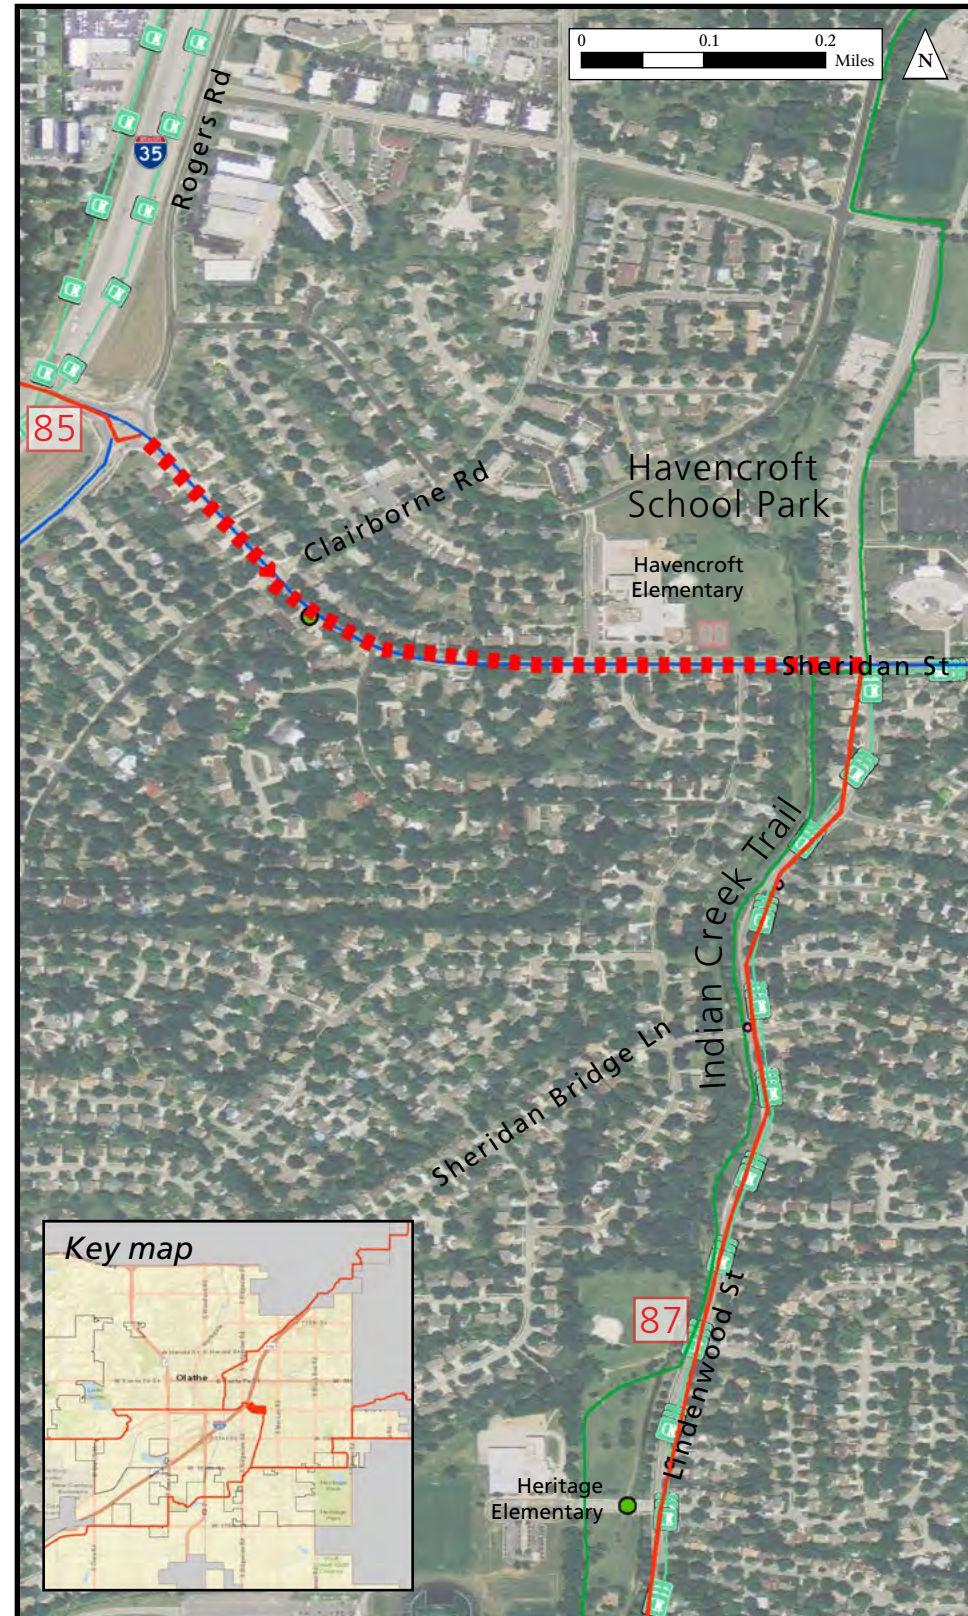 0 0.1 0.2
Miles
N
35
Rogers Rd
85
Clairborne Rd
Havencroft
School Park
Havencroft
Elementary
Sheridan St
Indian Creek Trail
Sheridan Bridge Ln
Key map
Olathe
87
Lindenwood St
Heritage
Elementary